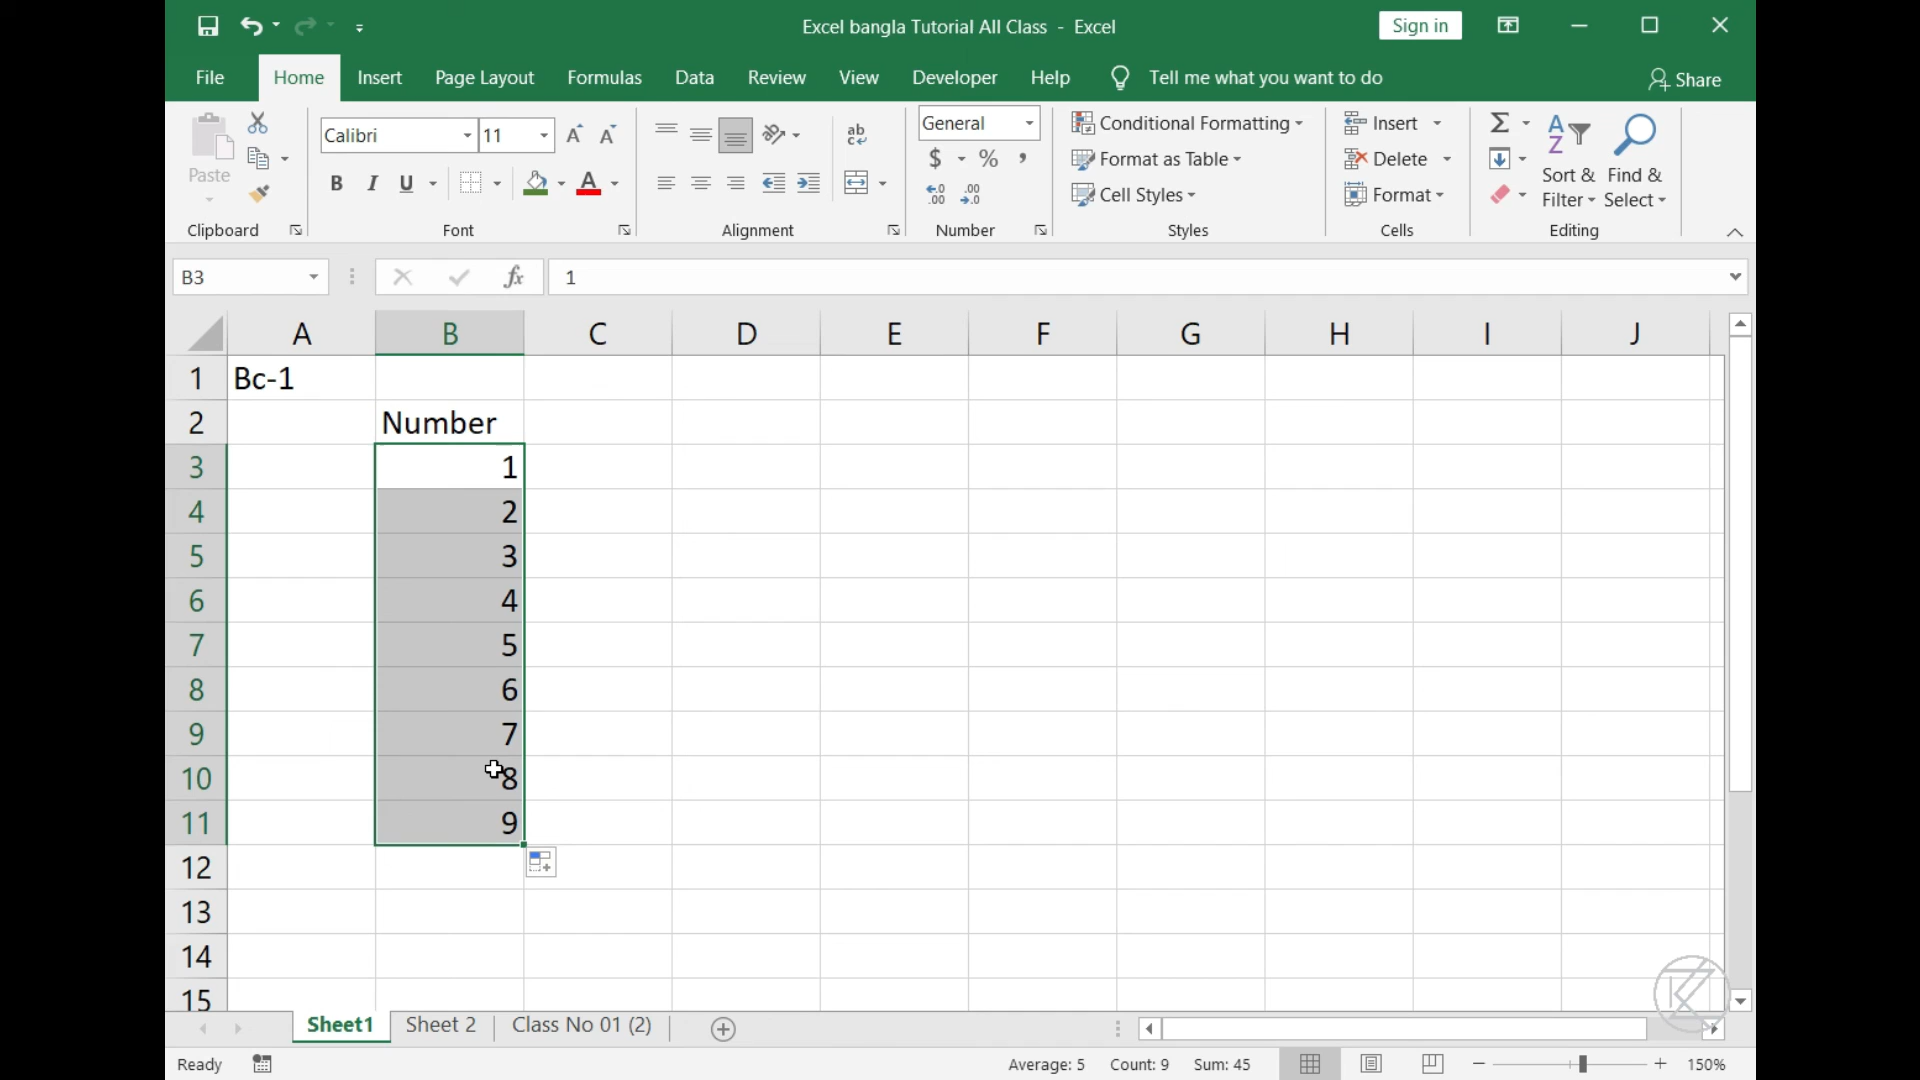 Excel bangla Tutorial All Class - Excel
Sign in
File Home Insert Page Layout Formulas Data Review View Developer Help Tell me what you want to do Share
Paste
Clipboard
Calibri 11
B I U A
Font
ab
Alignment
General
$ % ,
Number
Conditional Formatting
Format as Table
Cell Styles
Styles
Insert
Delete
Format
Cells
Sort & Filter
Find & Select
Editing
B3 fx 1
A B C D E F G H I J
1 Bc-1
2 Number
3 1
4 2
5 3
6 4
7 5
8 6
9 7
10 8
11 9
12
13
14
15
Sheet1 Sheet 2 Class No 01 (2)
Ready Average: 5 Count: 9 Sum: 45 150%